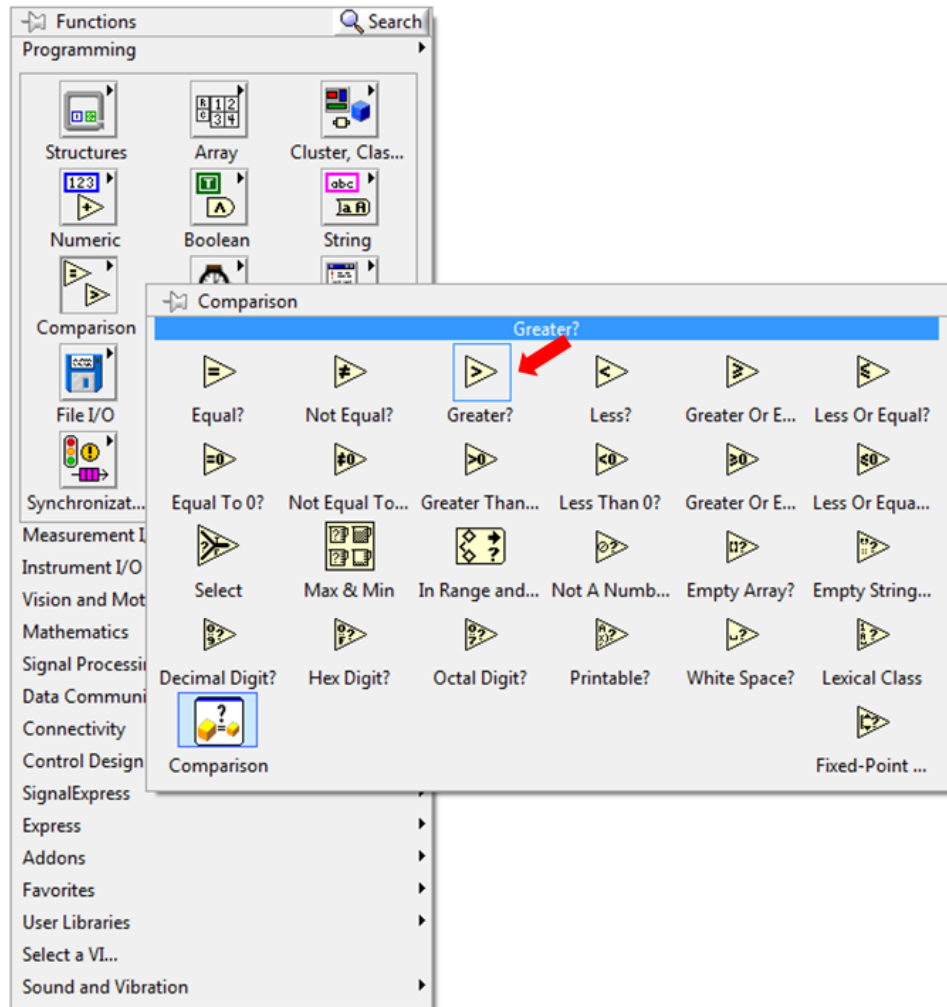 Functions
Search
Programming
Structures
Array
Cluster, Clas...
Numeric
Boolean
String
Comparison
File I/O
Synchronizat...
Measurement I
Instrument I/O
Vision and Mot
Mathematics
Signal Processi
Data Communi
Connectivity
Control Design
SignalExpress
Express
Addons
Favorites
User Libraries
Select a VI...
Sound and Vibration
Comparison
Greater?
Equal?
Not Equal?
Greater?
Less?
Greater Or E...
Less Or Equal?
Equal To 0?
Not Equal To...
Greater Than...
Less Than 0?
Greater Or E...
Less Or Equa...
Select
Max & Min
In Range and...
Not A Numb...
Empty Array?
Empty String...
Decimal Digit?
Hex Digit?
Octal Digit?
Printable?
White Space?
Lexical Class
Comparison
Fixed-Point ...